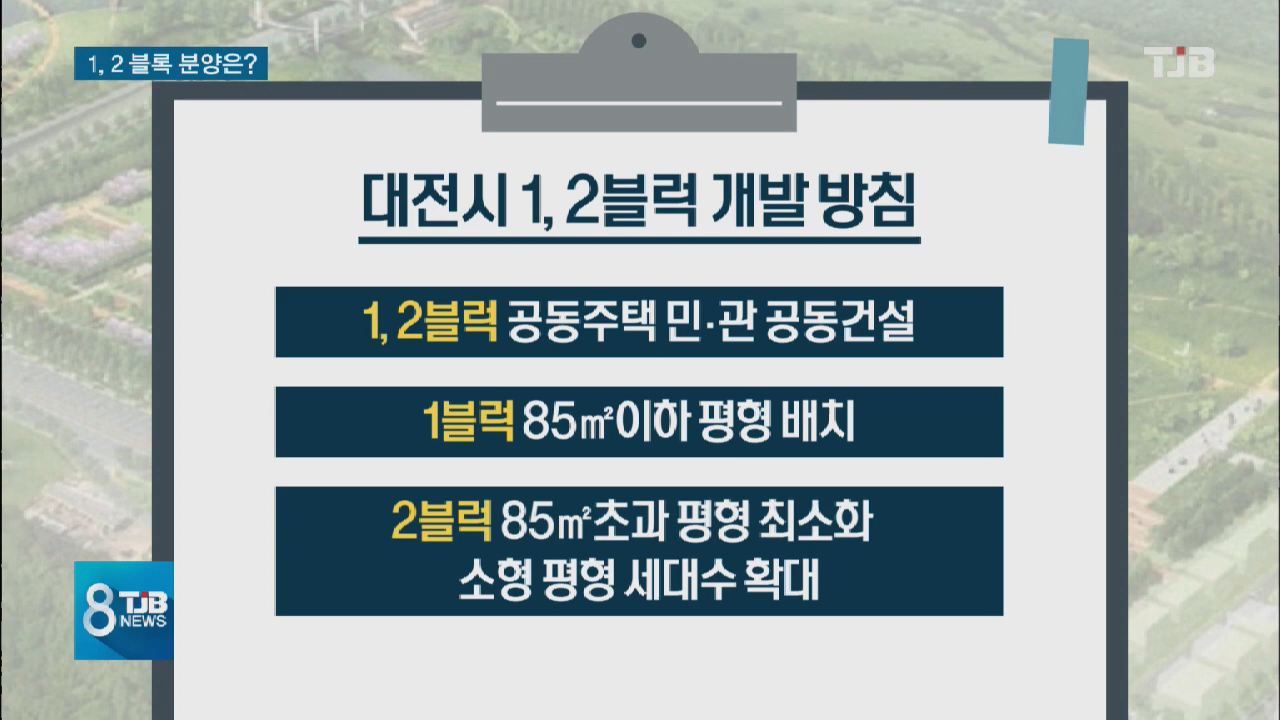 1, 2 블록 분양은?
TJB
대전시 1, 2블럭 개발 방침
1, 2블럭 공동주택 민·관 공동건설
1블럭 85㎡이하 평형 배치
2블럭 85㎡초과 평형 최소화
소형 평형 세대수 확대
8 TJB NEWS